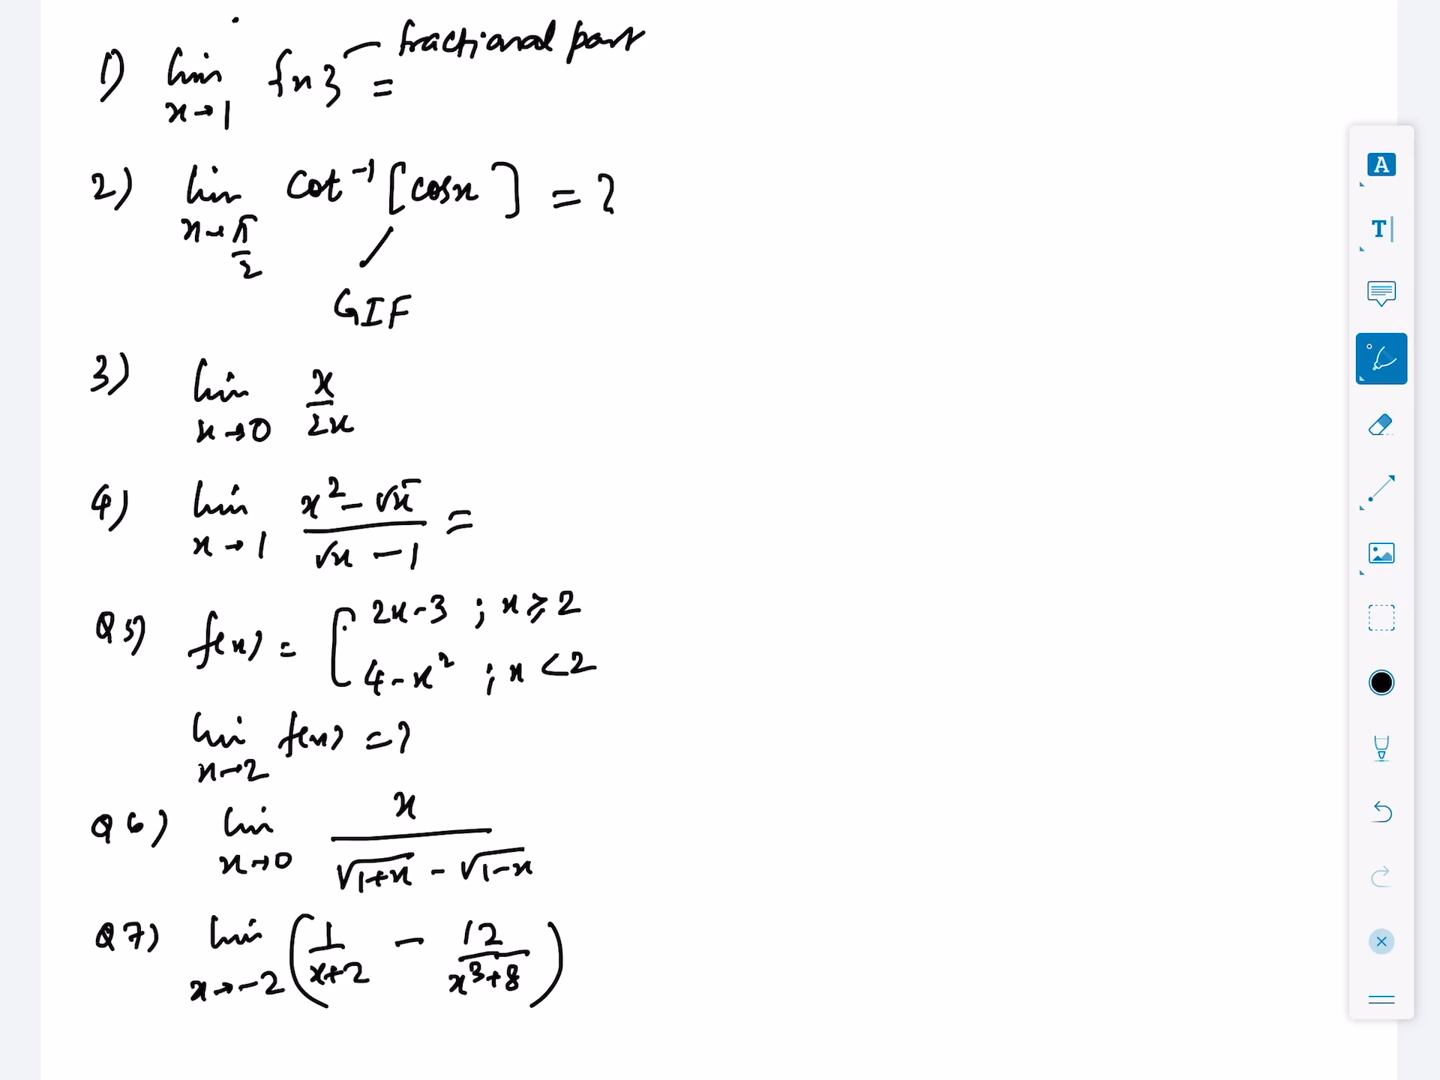 1) lim x→1 {x} = fractional part
2) lim x→π/2 cot⁻¹[cosx] = ?
GIF
3) lim x→0 x/2x
4) lim x→1 (x² - √x)/(√x - 1) =
Q5) f(x) = [ 2x-3 ; x ≥ 2
4-x² ; x < 2
lim x→2 f(x) = ?
Q6) lim x→0 x/(√1+x - √1-x)
Q7) lim x→-2 (1/x+2 - 12/x³+8)
A
T